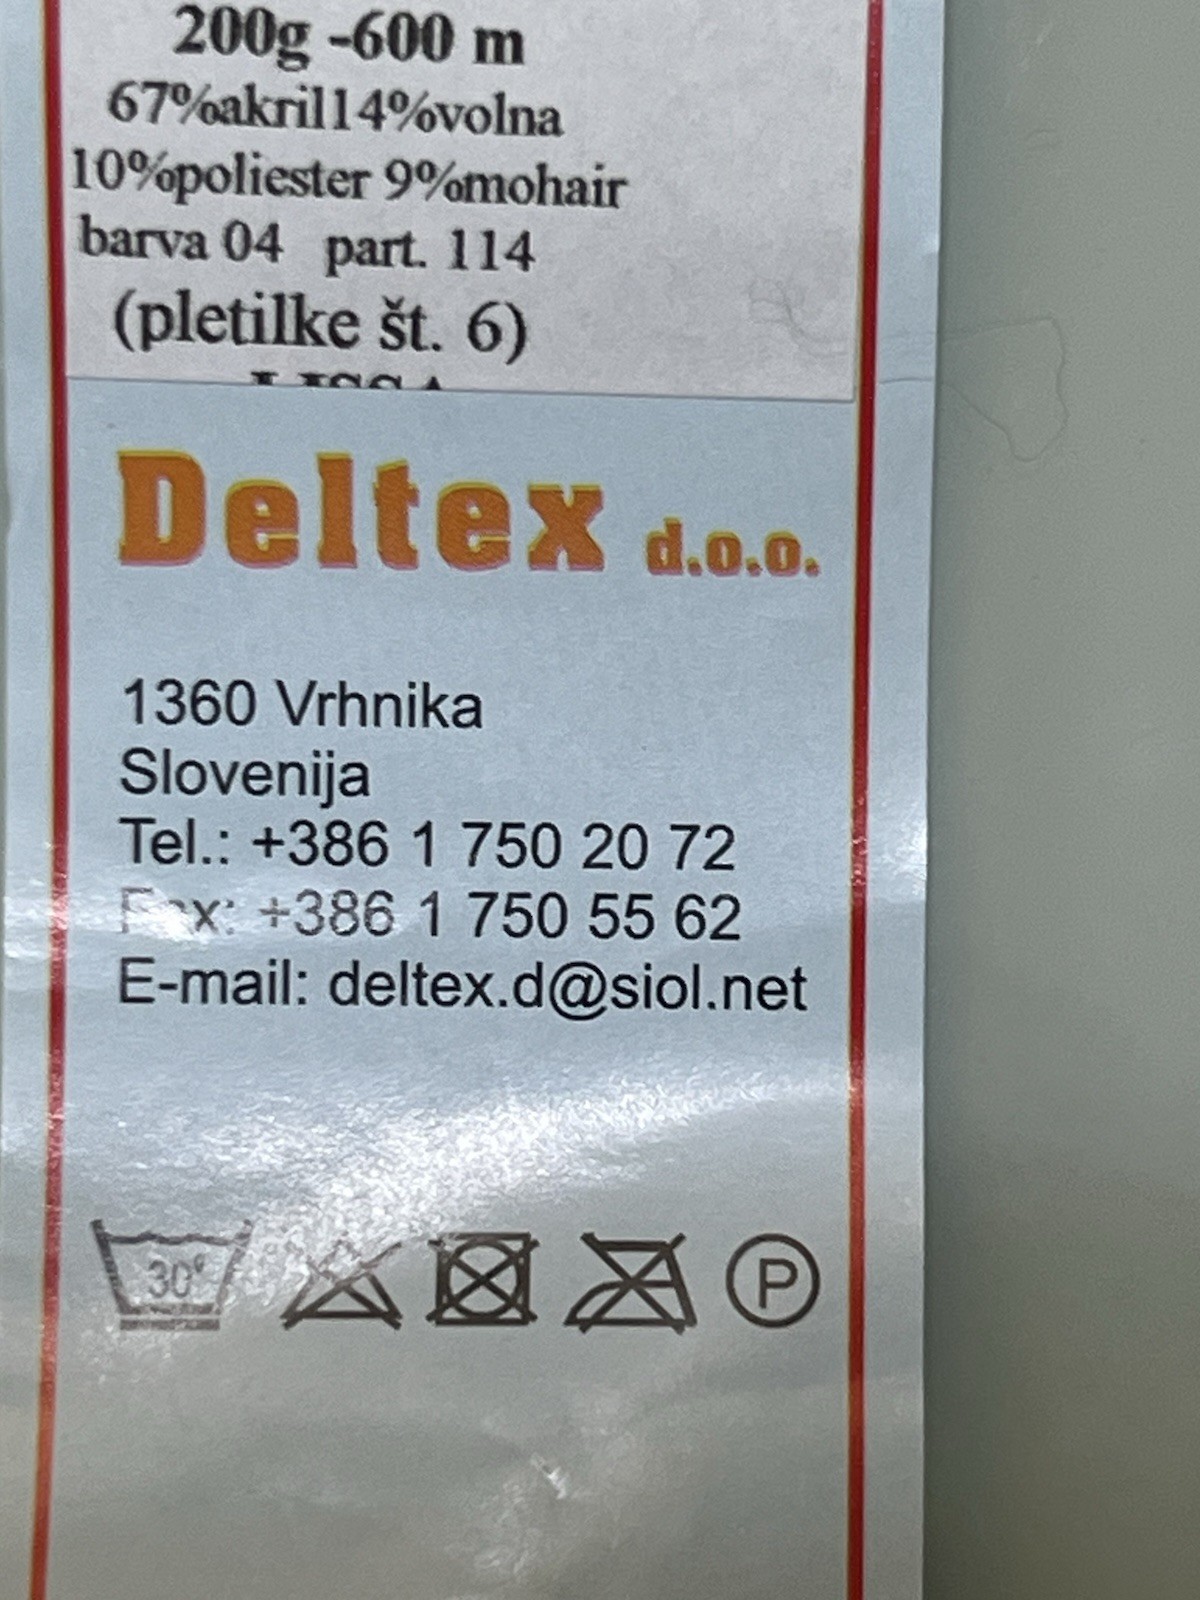 200g -600 m
67%akril14%volna
10%poliester 9%mohair
barva 04 part. 114
(pletilke št. 6)
Deltex d.o.o.
1360 Vrhnika
Slovenija
Tel.: +386 1 750 20 72
Fax: +386 1 750 55 62
E-mail: deltex.d@siol.net
30°
P